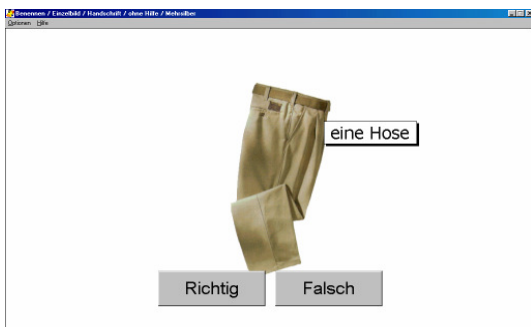 Benennen / Einzelbild / Handschrift / ohne Hilfe / Mehrsilber
Optionen Hilfe
eine Hose
Richtig Falsch